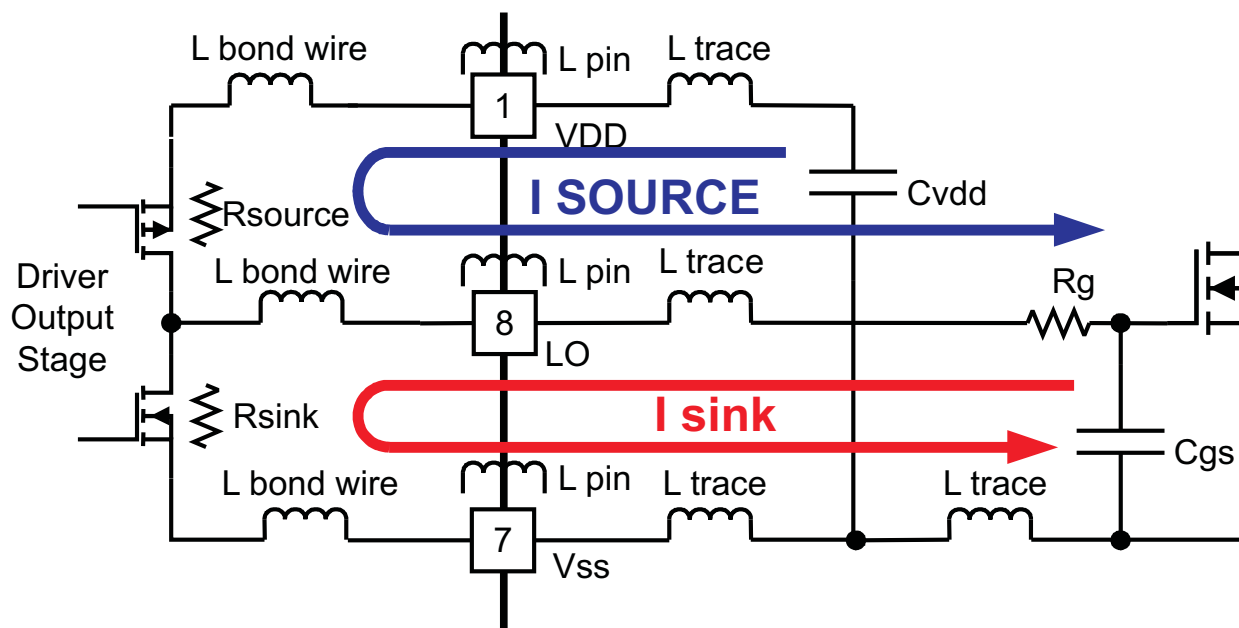 L bond wire
L pin
L trace
1
VDD
I SOURCE
Cvdd
Rsource
L bond wire
L pin
L trace
Driver
Output
Stage
8
LO
Rg
I sink
Rsink
Cgs
L bond wire
L pin
L trace
L trace
7
Vss